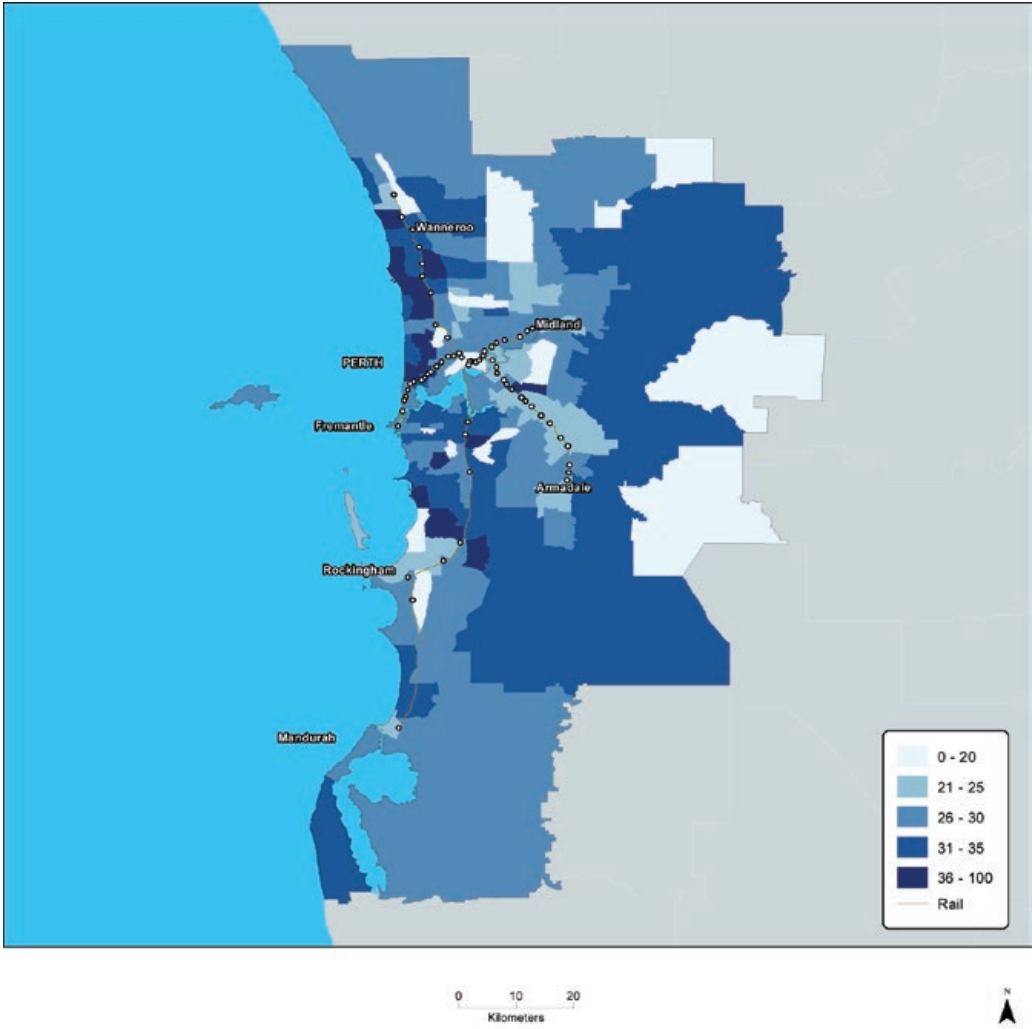 Wanneroo
Midland
PERTH
Fremantle
Armadale
Rockingham
Mandurah
0 - 20
21 - 25
26 - 30
31 - 35
36 - 100
Rail
0 10 20
Kilometers
N